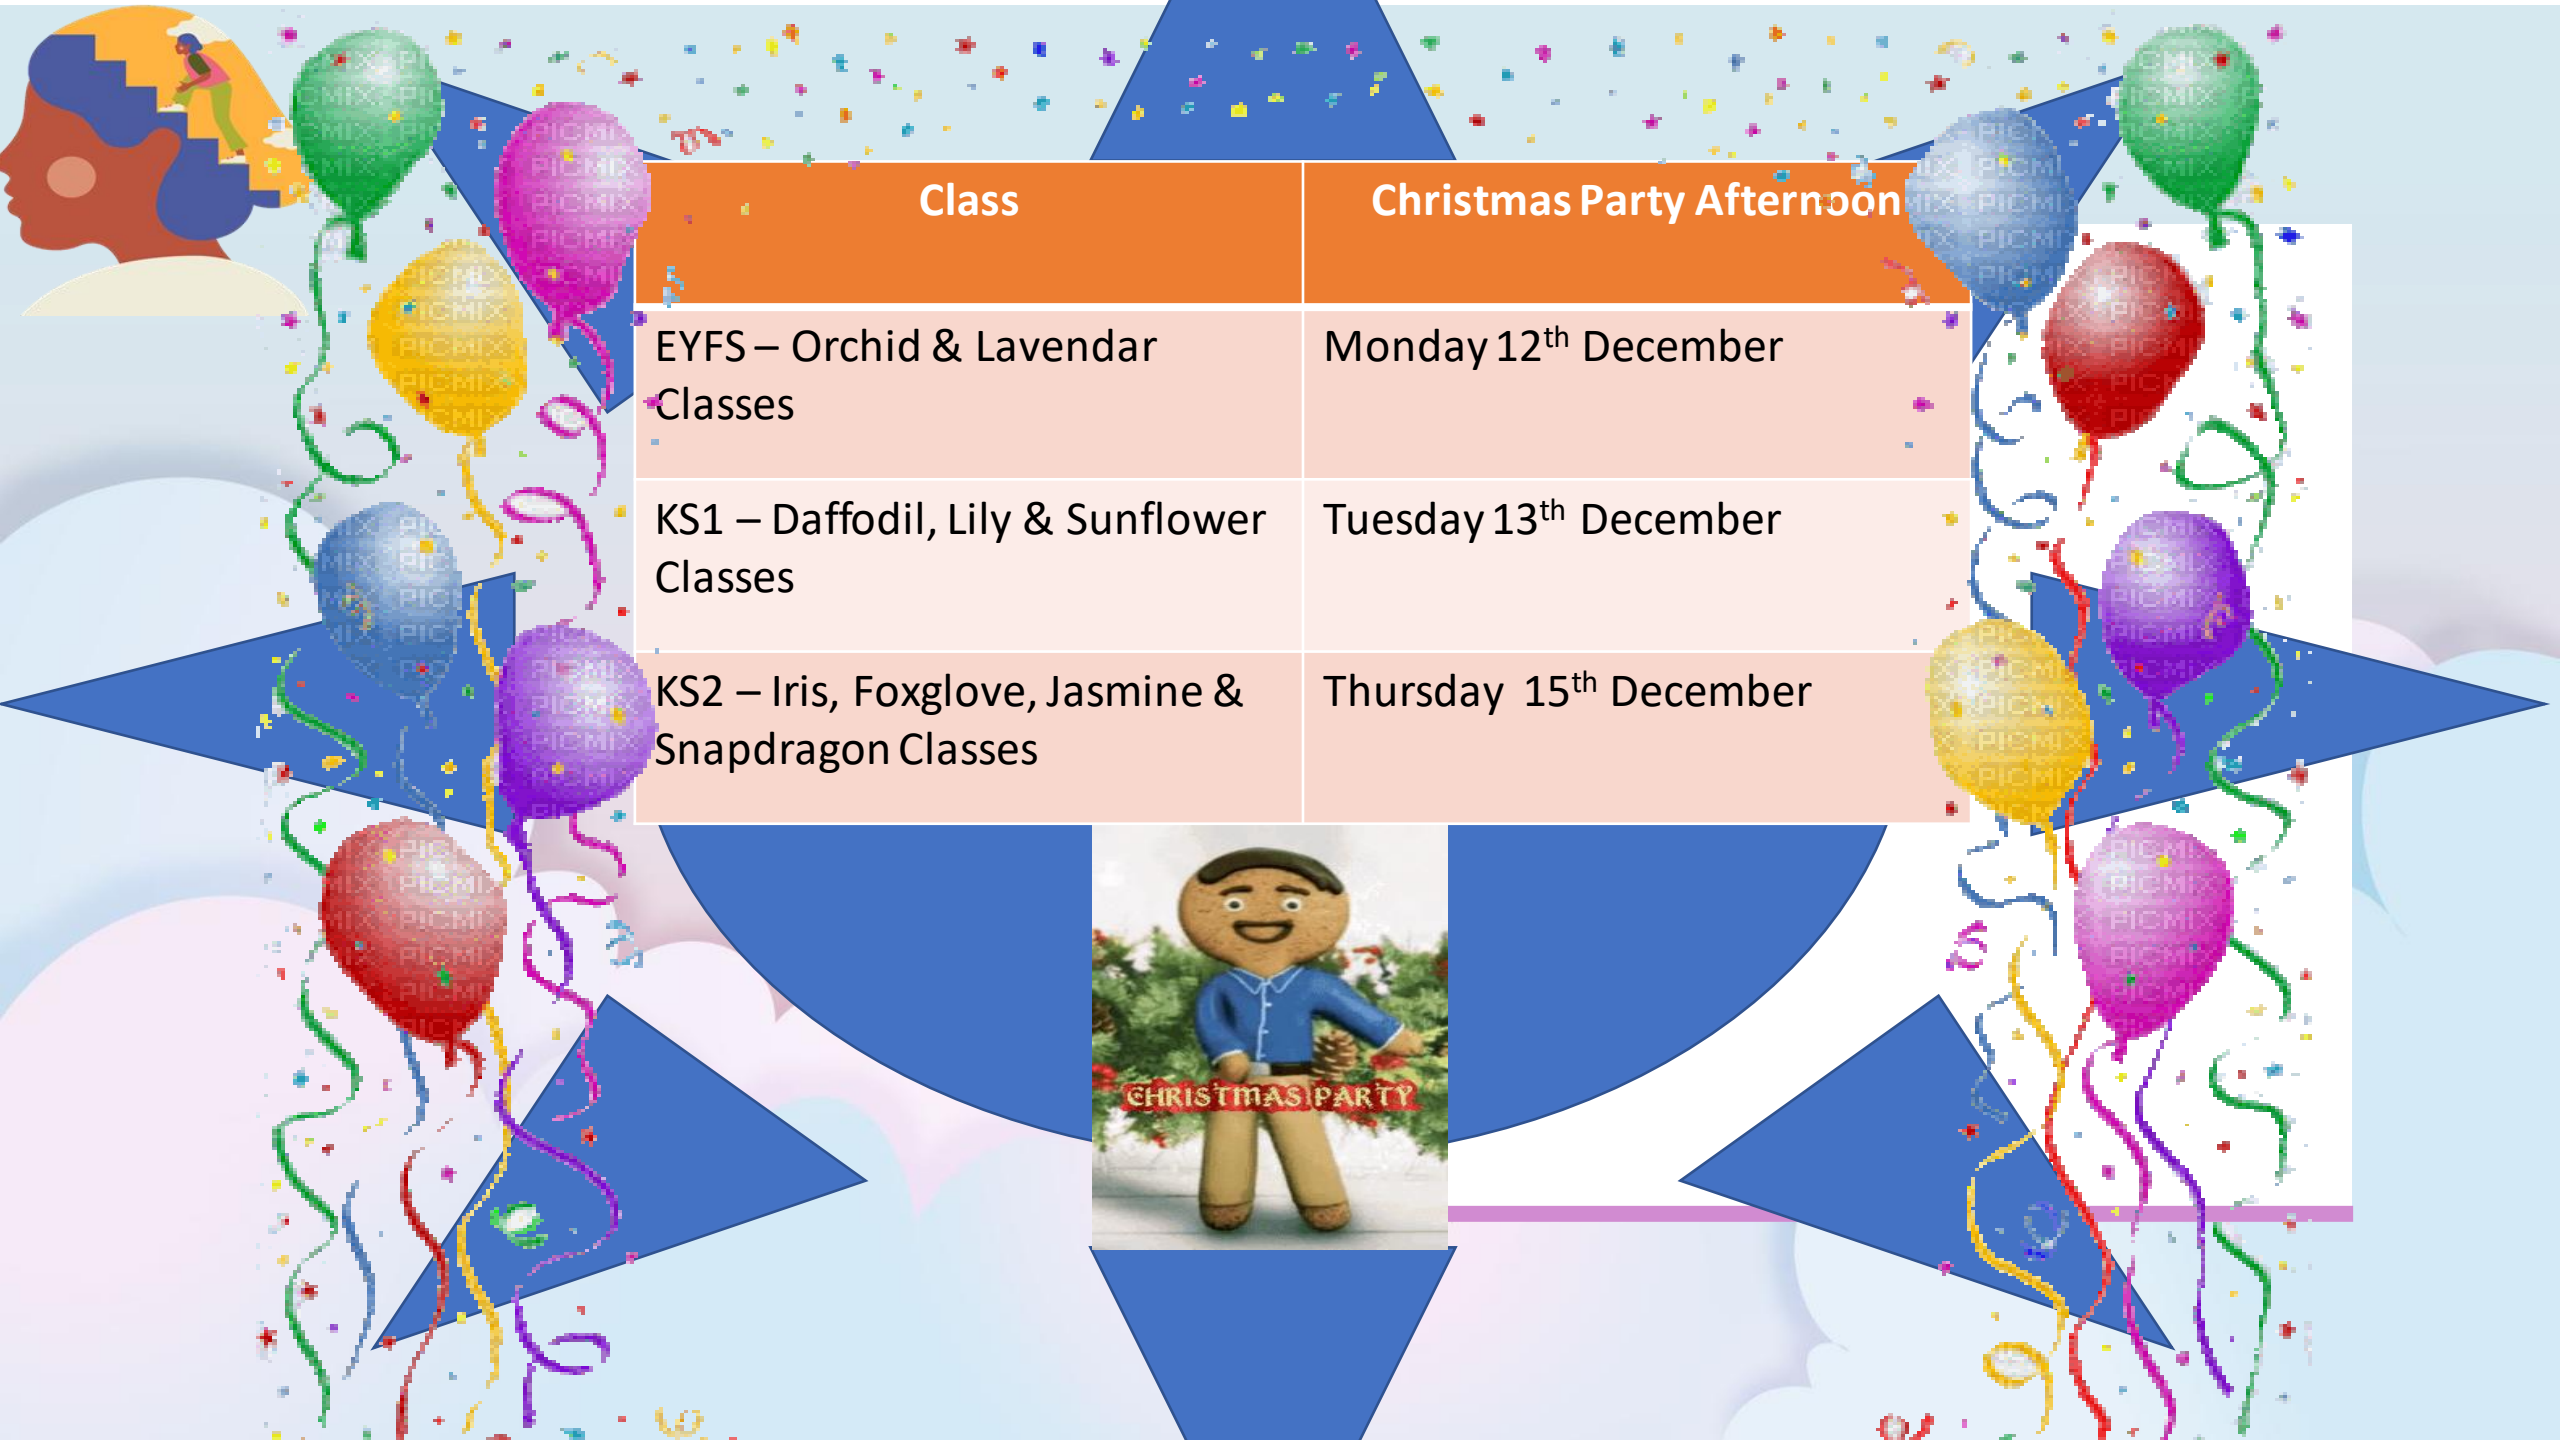 Class
Christmas Party Afternoon
EYFS – Orchid & Lavendar
Classes
Monday 12th December
KS1 – Daffodil, Lily & Sunflower
Classes
Tuesday 13th December
KS2 – Iris, Foxglove, Jasmine &
Snapdragon Classes
Thursday 15th December
CHRISTMAS PARTY